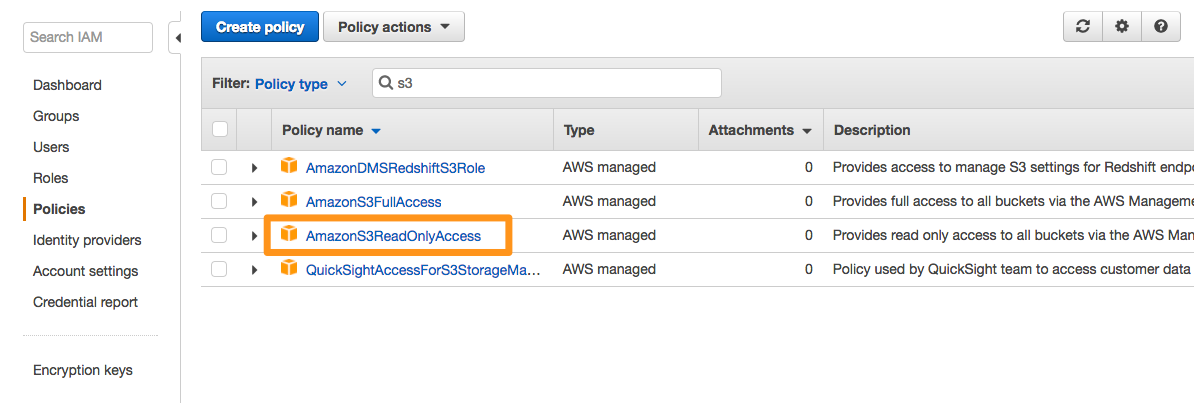 Search IAM
Dashboard
Groups
Users
Roles
Policies
Identity providers
Account settings
Credential report
Encryption keys
Create policy Policy actions
Filter: Policy type s3
Policy name Type Attachments Description
AmazonDMSRedshiftS3Role AWS managed 0 Provides access to manage S3 settings for Redshift endpo
AmazonS3FullAccess AWS managed 0 Provides full access to all buckets via the AWS Manageme
AmazonS3ReadOnlyAccess AWS managed 0 Provides read only access to all buckets via the AWS Man
QuickSightAccessForS3StorageMa... AWS managed 0 Policy used by QuickSight team to access customer data